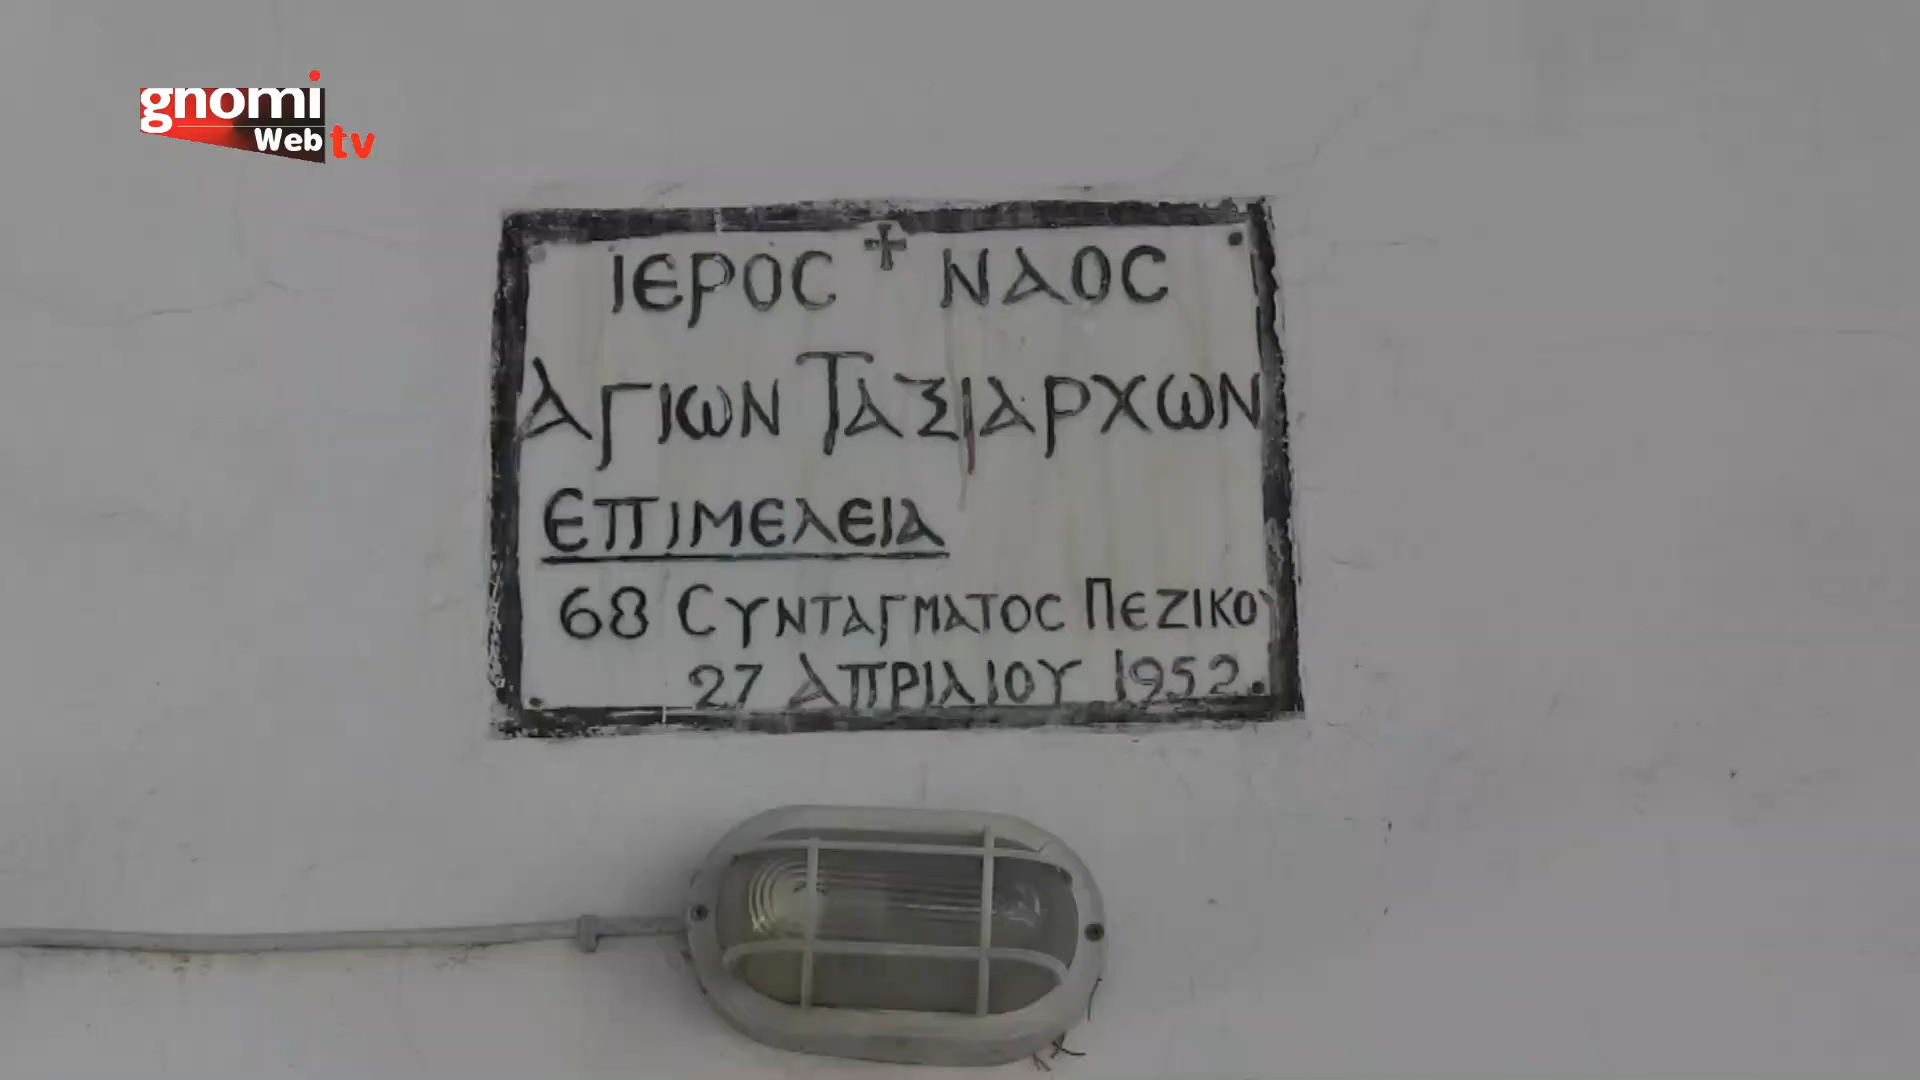 gnomi
Web tv
ΙΕΡΟΣ + ΝΑΟΣ
ΑΓΙΩΝ ΤΑΞΙΑΡΧΩΝ
ΕΠΙΜΕΛΕΙΑ
68 ΣΥΝΤΑΓΜΑΤΟΣ ΠΕΖΙΚΟΥ
27 ΑΠΡΙΛΙΟΥ 1952.